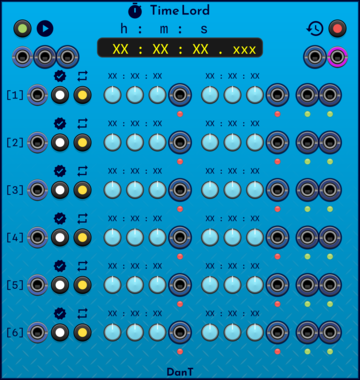 Time Lord
h : m : s
XX : XX : XX . xxx
XX : XX : XX XX : XX : XX
[1]
XX : XX : XX XX : XX : XX
[2]
XX : XX : XX XX : XX : XX
[3]
XX : XX : XX XX : XX : XX
[4]
XX : XX : XX XX : XX : XX
[5]
XX : XX : XX XX : XX : XX
[6]
DanT